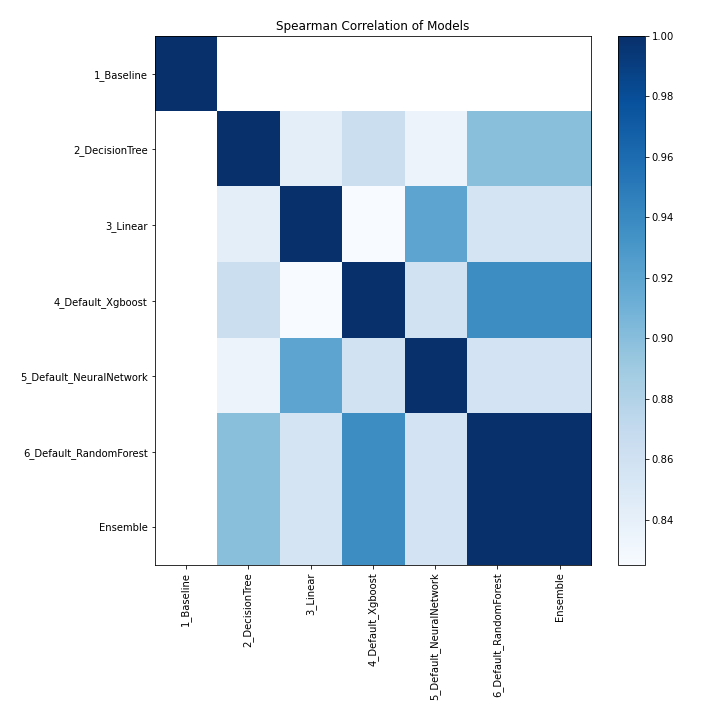 Spearman Correlation of Models
1_Baseline
2_DecisionTree
3_Linear
4_Default_Xgboost
5_Default_NeuralNetwork
6_Default_RandomForest
Ensemble
1.00
0.98
0.96
0.94
0.92
0.90
0.88
0.86
0.84
1_Baseline
2_DecisionTree
3_Linear
4_Default_Xgboost
5_Default_NeuralNetwork
6_Default_RandomForest
Ensemble